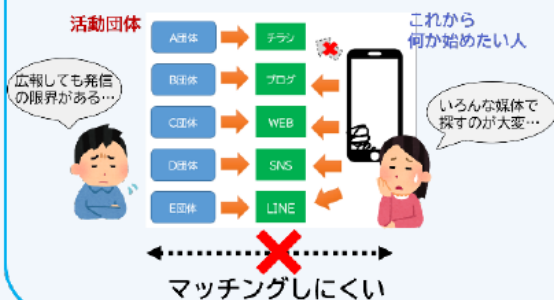 活動団体
これから
何か始めたい人
A団体
チラシ
B団体
ブログ
C団体
WEB
D団体
SNS
E団体
LINE
広報しても発信
の限界がある…
いろんな媒体で
探すのが大変…
マッチングしにくい